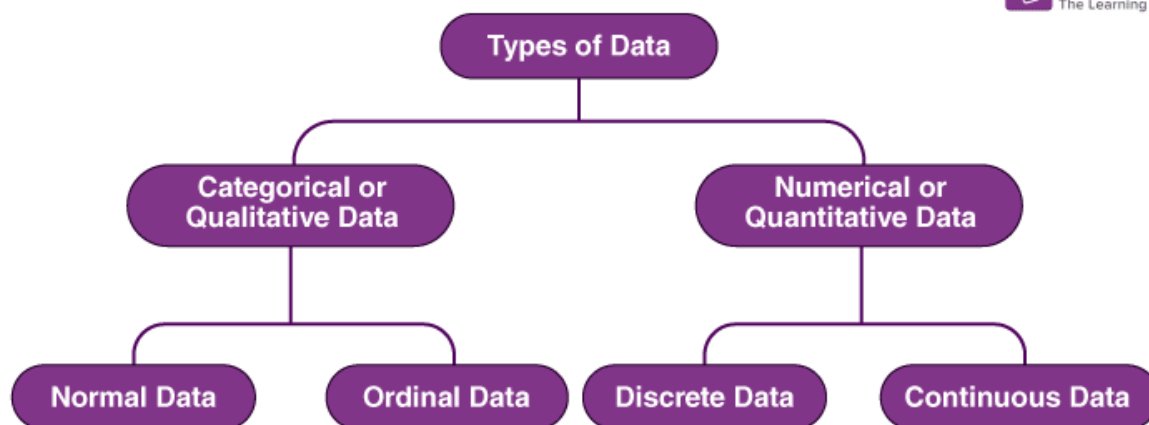 The Learning
Types of Data
Categorical or
Qualitative Data
Numerical or
Quantitative Data
Normal Data
Ordinal Data
Discrete Data
Continuous Data